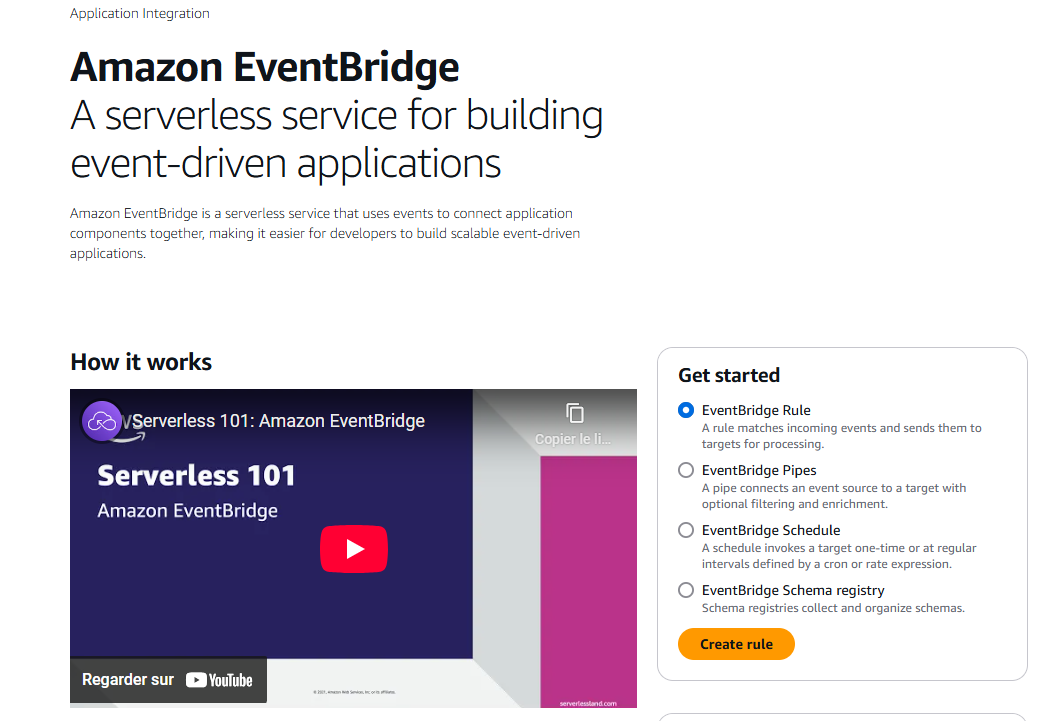 Application Integration
Amazon EventBridge
A serverless service for building
event-driven applications
Amazon EventBridge is a serverless service that uses events to connect application
components together, making it easier for developers to build scalable event-driven
applications.
How it works
Serverless 101: Amazon EventBridge
Copier le li...
Serverless 101
Amazon EventBridge
Regarder sur YouTube
© 2021, Amazon Web Services, Inc. or its affiliates.
serverlessland.com
Get started
EventBridge Rule
A rule matches incoming events and sends them to
targets for processing.
EventBridge Pipes
A pipe connects an event source to a target with
optional filtering and enrichment.
EventBridge Schedule
A schedule invokes a target one-time or at regular
intervals defined by a cron or rate expression.
EventBridge Schema registry
Schema registries collect and organize schemas.
Create rule